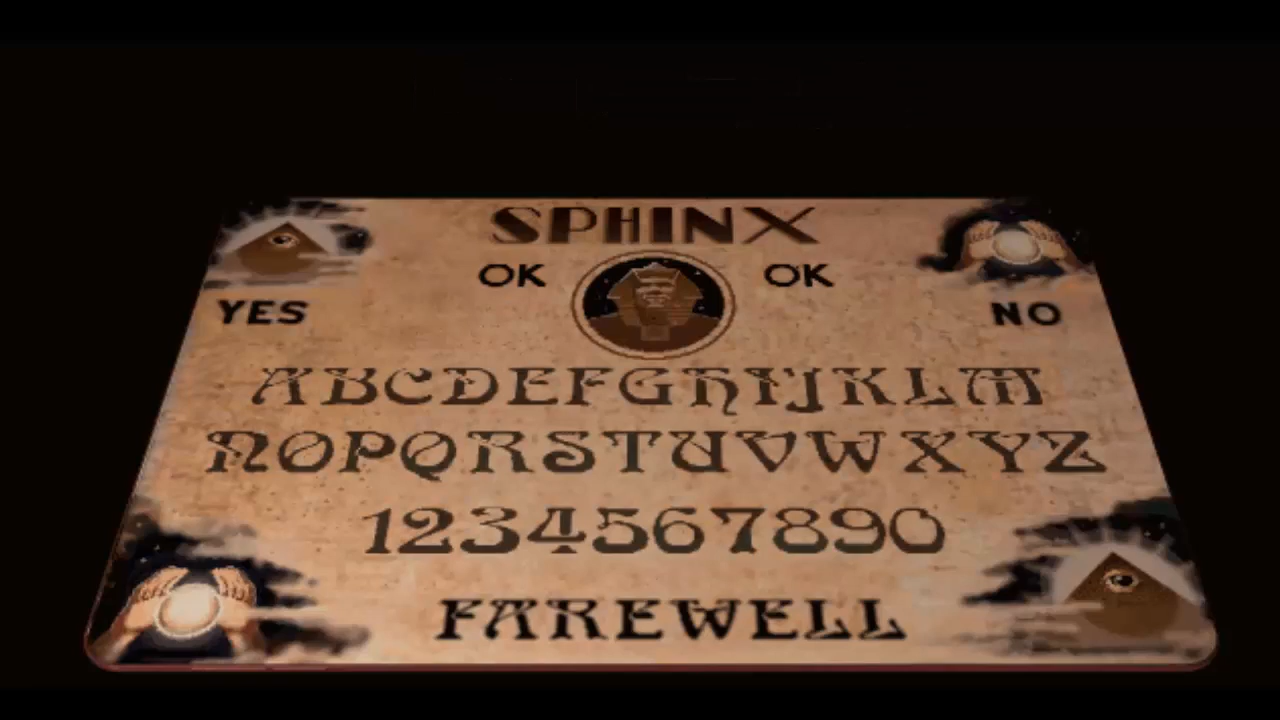 SPHINX
OK OK
YES NO
ABCDEFGHIJKLM
NOPQRSTUVWXYZ
1234567890
FAREWELL